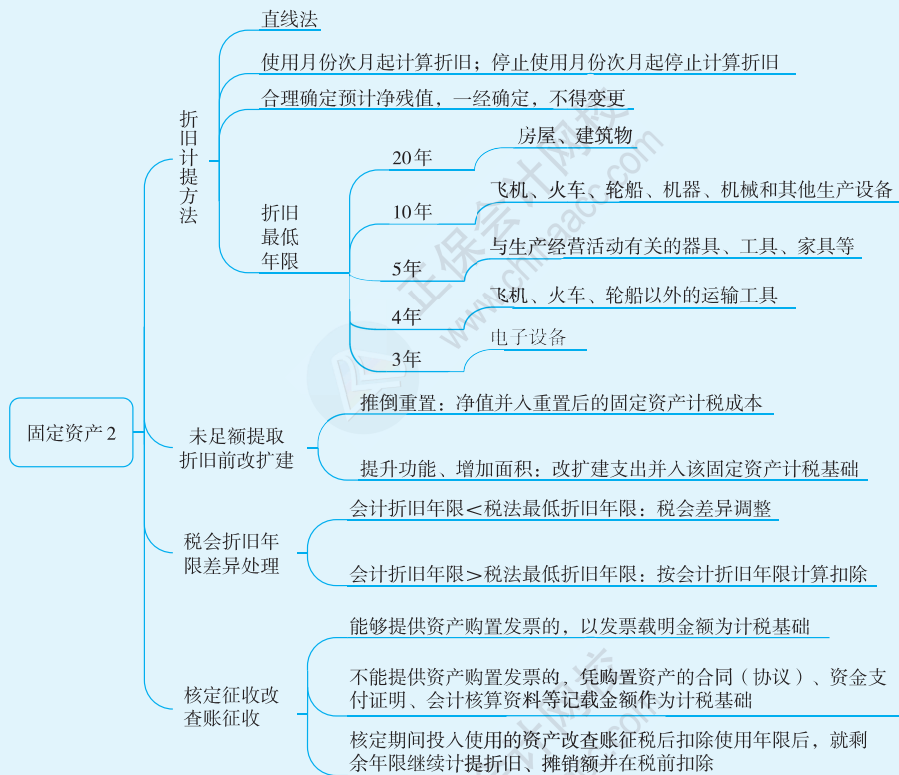 固定资产2
折旧计提方法
直线法
使用月份次月起计算折旧；停止使用月份次月起停止计算折旧
合理确定预计净残值，一经确定，不得变更
折旧
最低
年限
20年
房屋、建筑物
10年
飞机、火车、轮船、机器、机械和其他生产设备
5年
与生产经营活动有关的器具、工具、家具等
4年
飞机、火车、轮船以外的运输工具
3年
电子设备
未足额提取
折旧前改扩建
推倒重置：净值并入重置后的固定资产计税成本
提升功能、增加面积：改扩建支出并入该固定资产计税基础
税会折旧年
限差异处理
会计折旧年限<税法最低折旧年限：税会差异调整
会计折旧年限>税法最低折旧年限：按会计折旧年限计算扣除
核定征收改
查账征收
能够提供资产购置发票的，以发票载明金额为计税基础
不能提供资产购置发票的，凭购置资产的合同（协议）、资金支
付证明、会计核算资料等记载金额作为计税基础
核定期间投入使用的资产改查账征税后扣除使用年限后，就剩
余年限继续计提折旧、摊销额并在税前扣除
正保会计网校
www.chinaacc.com